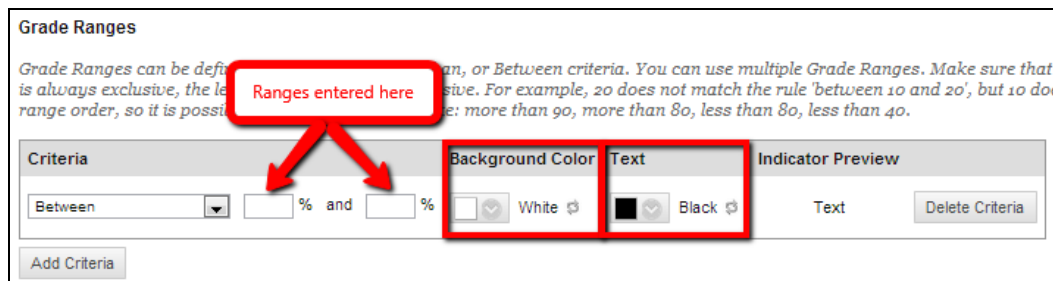 Grade Ranges
Grade Ranges can be defi an, or Between criteria. You can use multiple Grade Ranges. Make sure that
is always exclusive, the le sive. For example, 20 does not match the rule 'between 10 and 20', but 10 doe
range order, so it is possi e: more than 90, more than 80, less than 80, less than 40.
Ranges entered here
Criteria Background Color Text Indicator Preview
Between % and % White Black Text Delete Criteria
Add Criteria